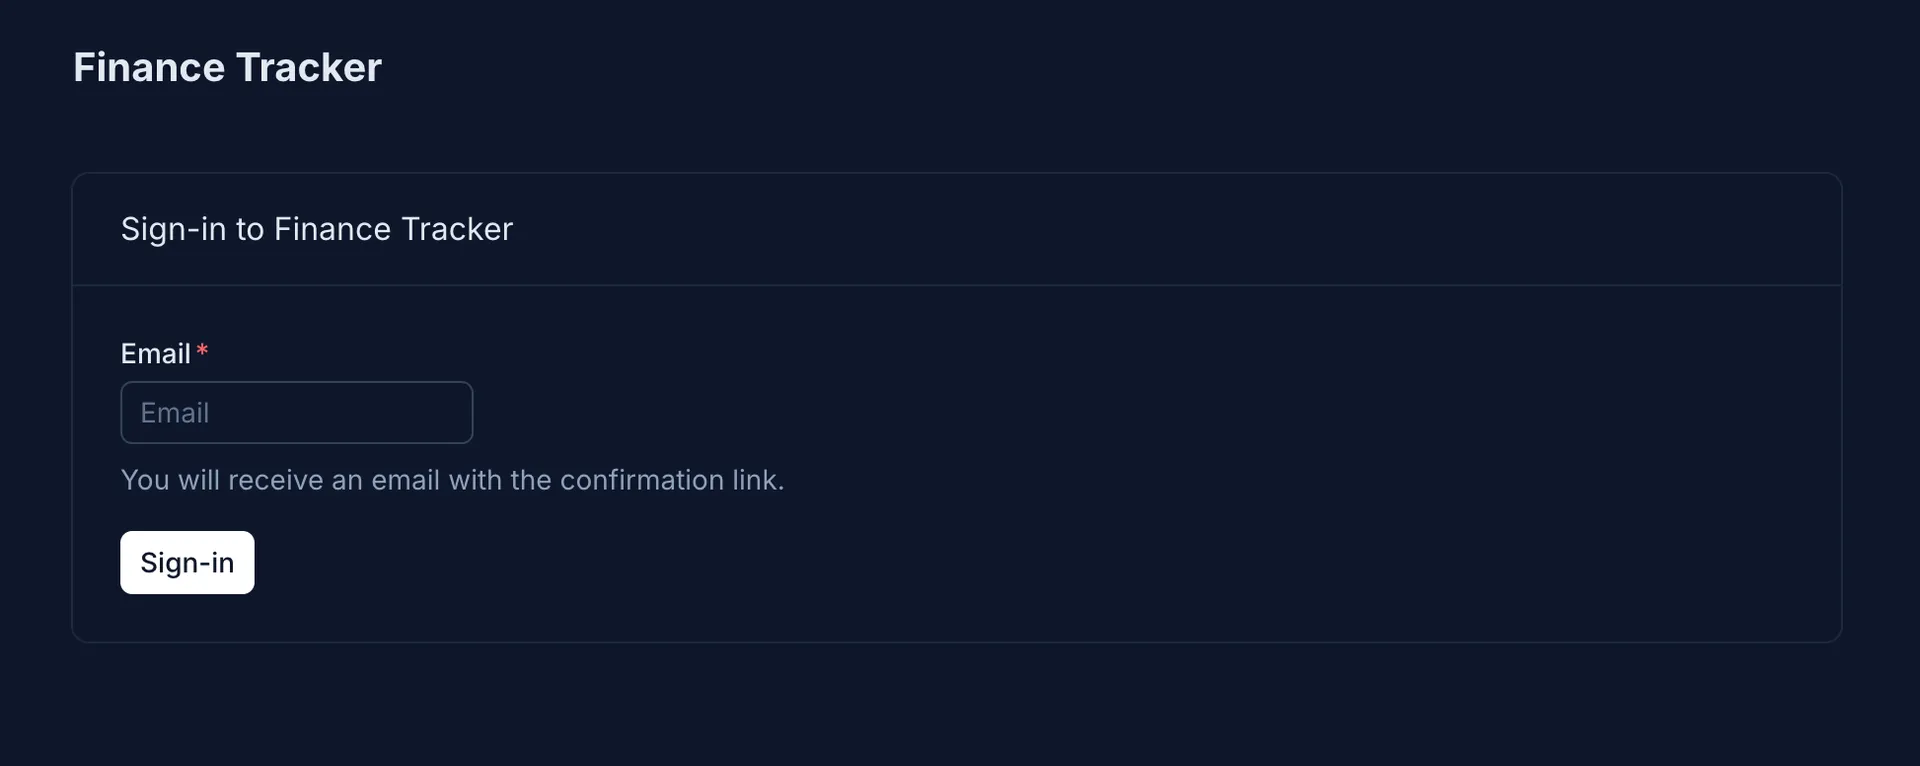 Finance Tracker
Sign-in to Finance Tracker
Email *
Email
You will receive an email with the confirmation link.
Sign-in